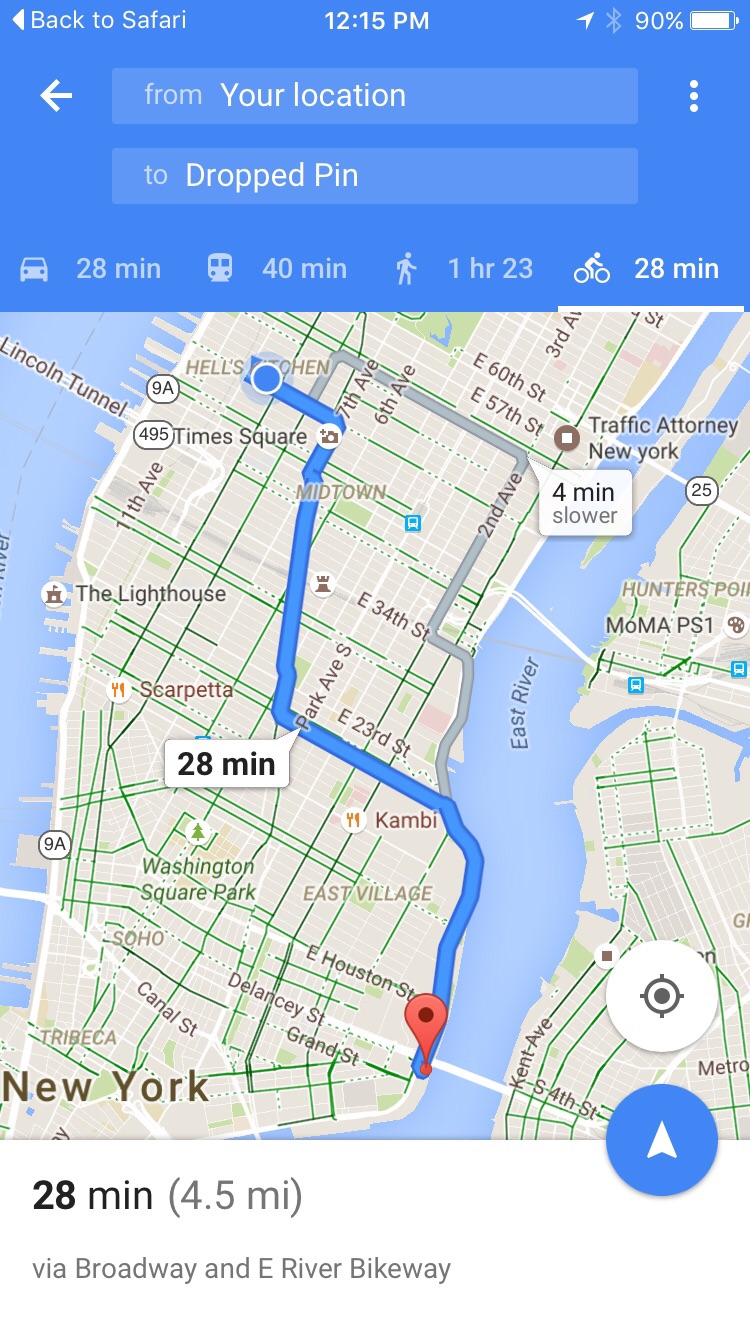 Back to Safari
12:15 PM
90%
from Your location
to Dropped Pin
28 min
40 min
1 hr 23
28 min
St
3rd Av
Lincoln Tunnel
HELL'S KITCHEN
9A
7th Ave
6th Ave
E 60th St
E 57th St
495
Times Square
Traffic Attorney
New york
11th Ave
MIDTOWN
2nd Ave
4 min
slower
25
The Lighthouse
E 34th St
HUNTERS POI
MoMA PS1
Scarpetta
Park Ave S
E 23rd St
East River
28 min
Kambi
9A
Washington
Square Park
EAST VILLAGE
SOHO
E Houston St
Canal St
Delancey St
Grand St
TRIBECA
Kent Ave
Metro
New York
S 4th St
28 min (4.5 mi)
via Broadway and E River Bikeway